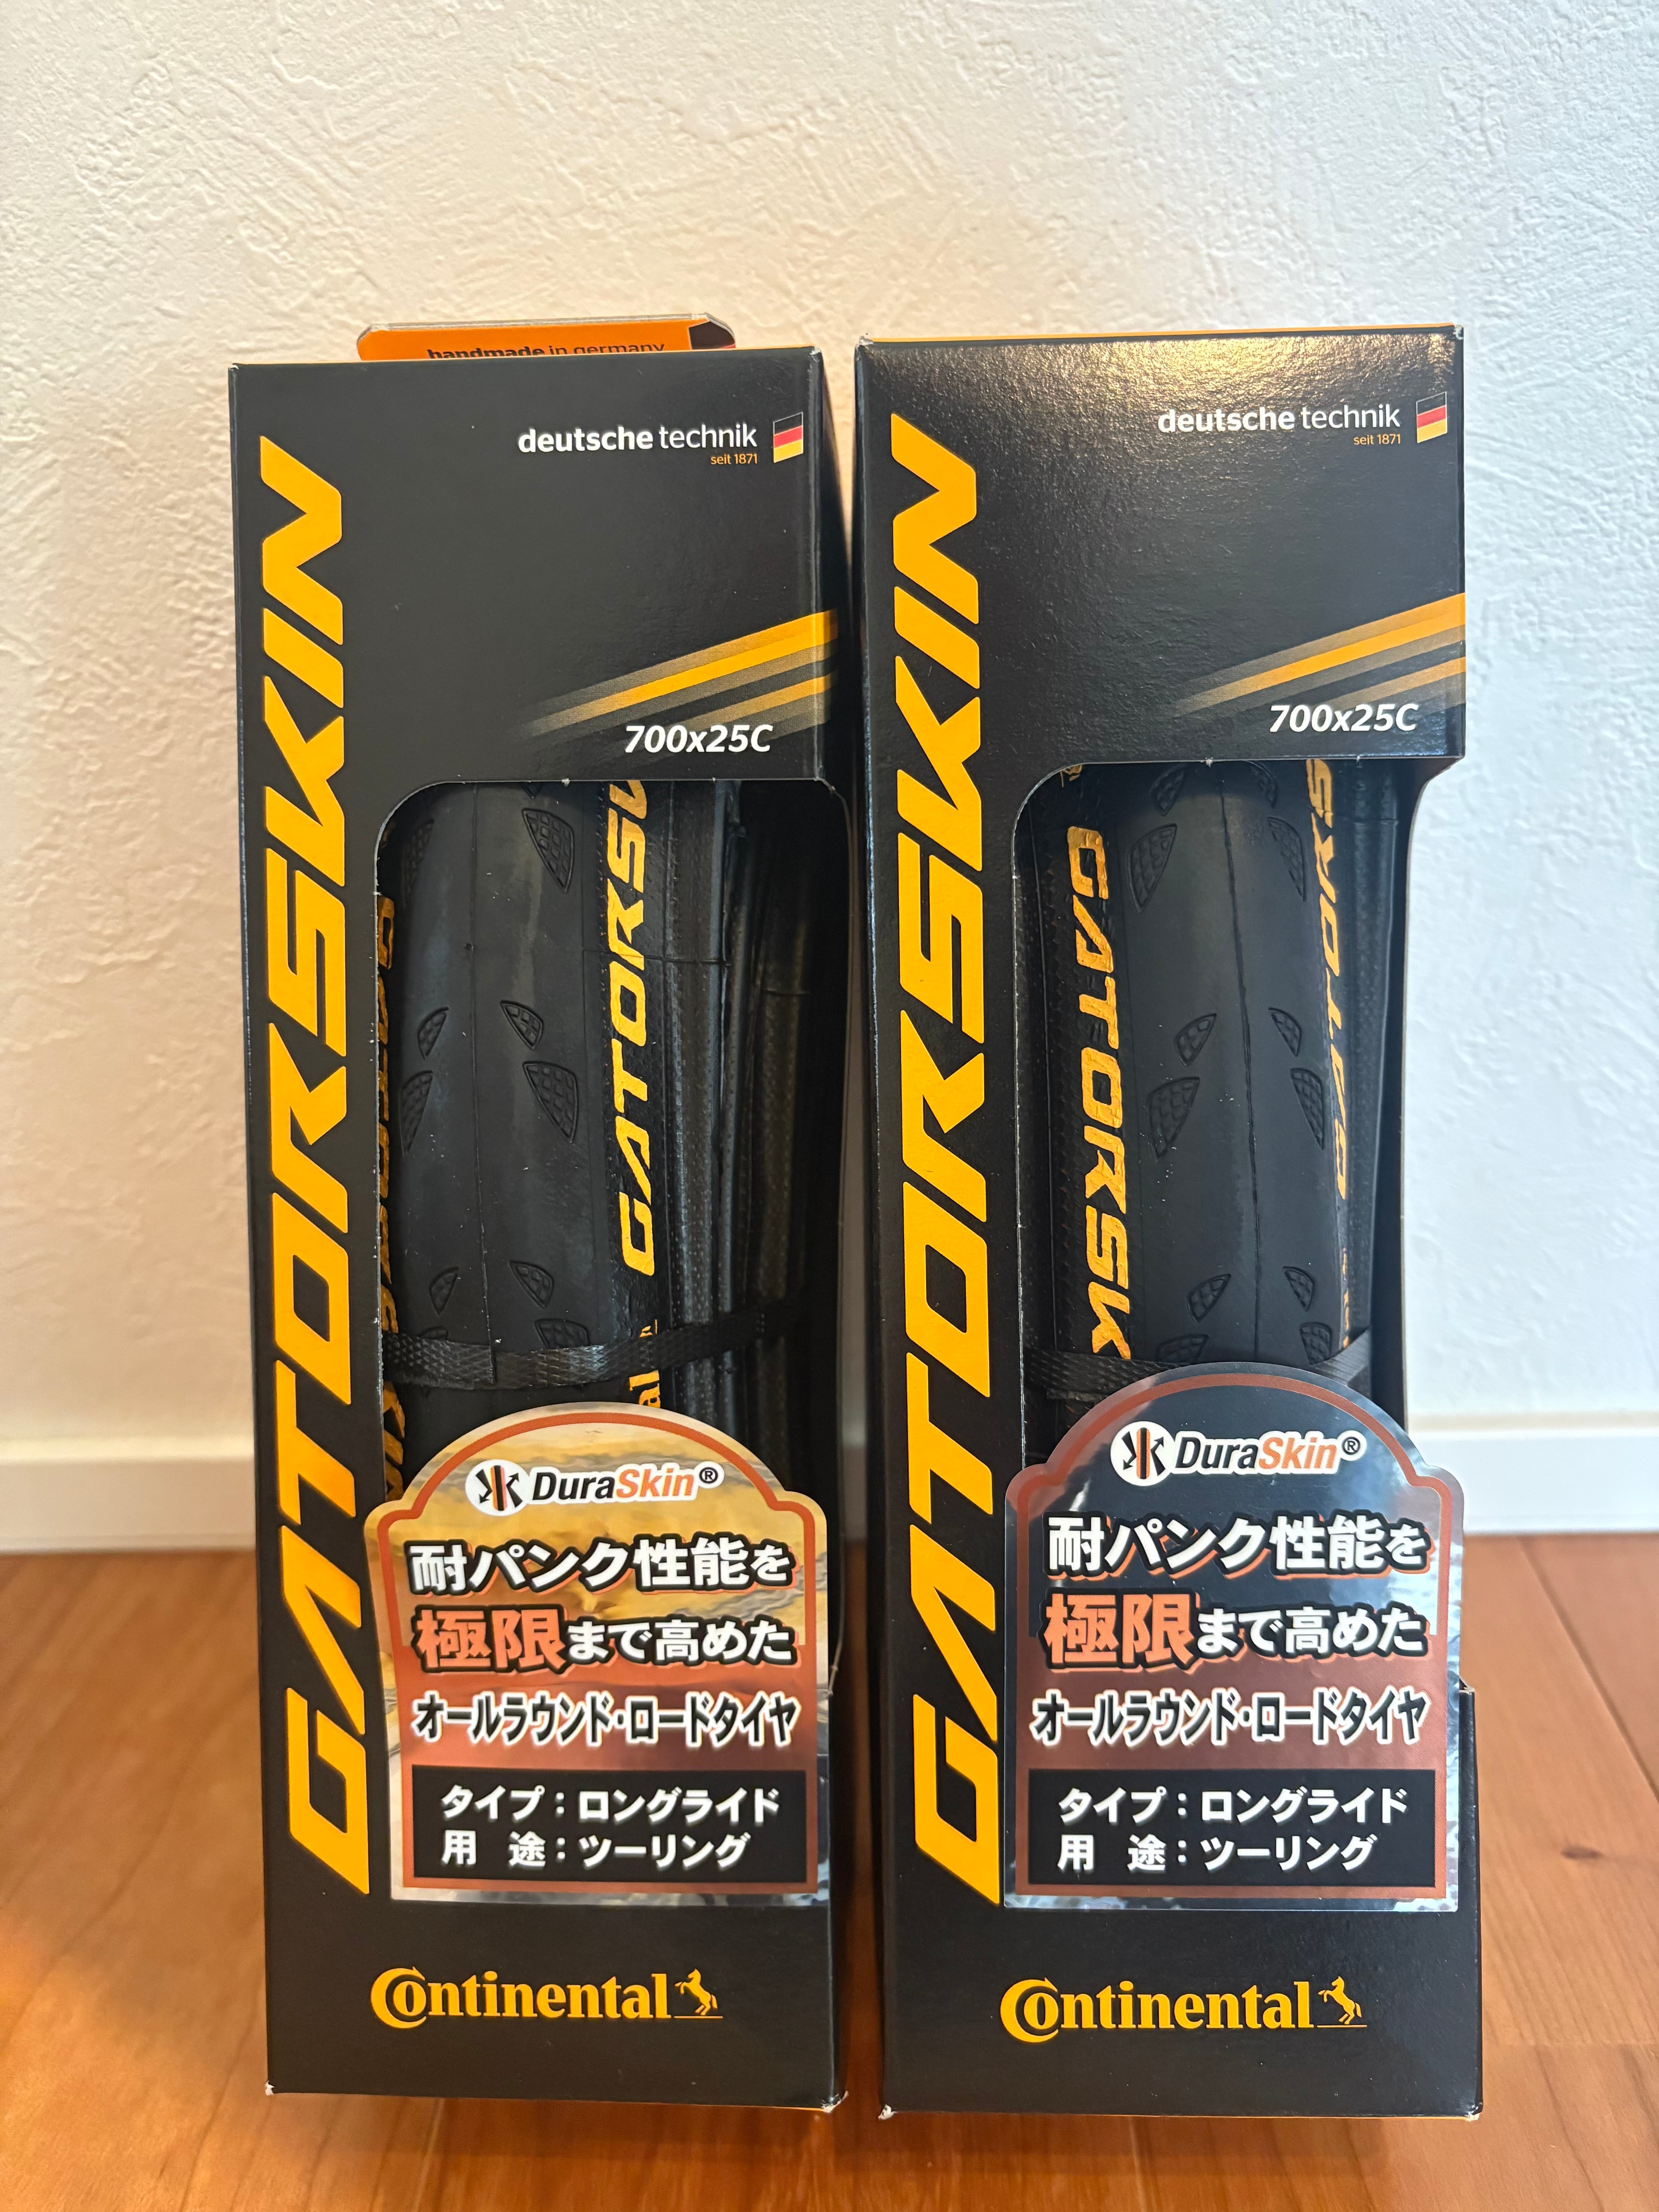 handmade in germany
deutsche technik
seit 1871
GATORSKIN
700x25C
GATORSK
al
DuraSkin®
耐パンク性能を
極限まで高めた
オールラウンド・ロードタイヤ
タイプ：ロングライド
用　途：ツーリング
Continental
deutsche technik
seit 1871
GATORSKIN
700x25C
GATORSK
DuraSkin®
耐パンク性能を
極限まで高めた
オールラウンド・ロードタイヤ
タイプ：ロングライド
用　途：ツーリング
Continental